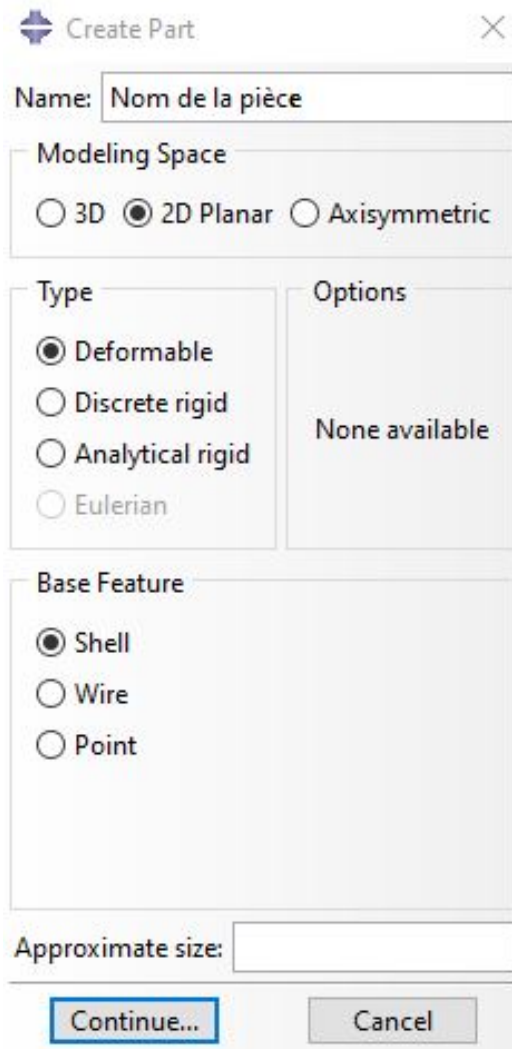 Create Part
Name: Nom de la pièce
Modeling Space
3D 2D Planar Axisymmetric
Type
Options
Deformable
Discrete rigid
Analytical rigid
Eulerian
None available
Base Feature
Shell
Wire
Point
Approximate size:
Continue...
Cancel